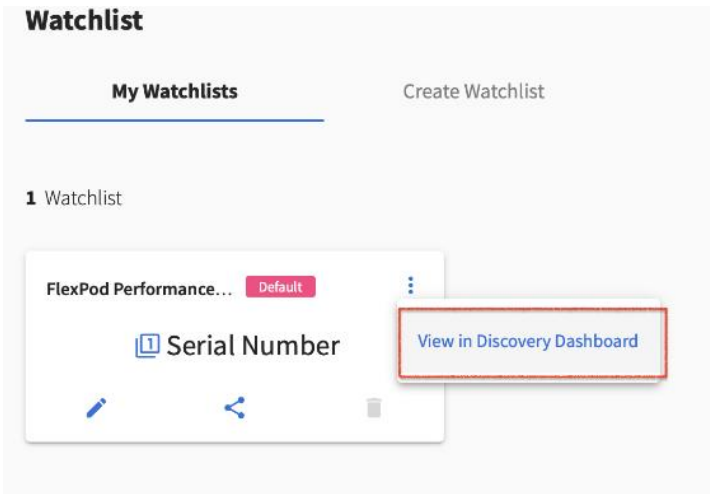 Watchlist
My Watchlists
Create Watchlist
1 Watchlist
FlexPod Performance... Default
1 Serial Number
View in Discovery Dashboard